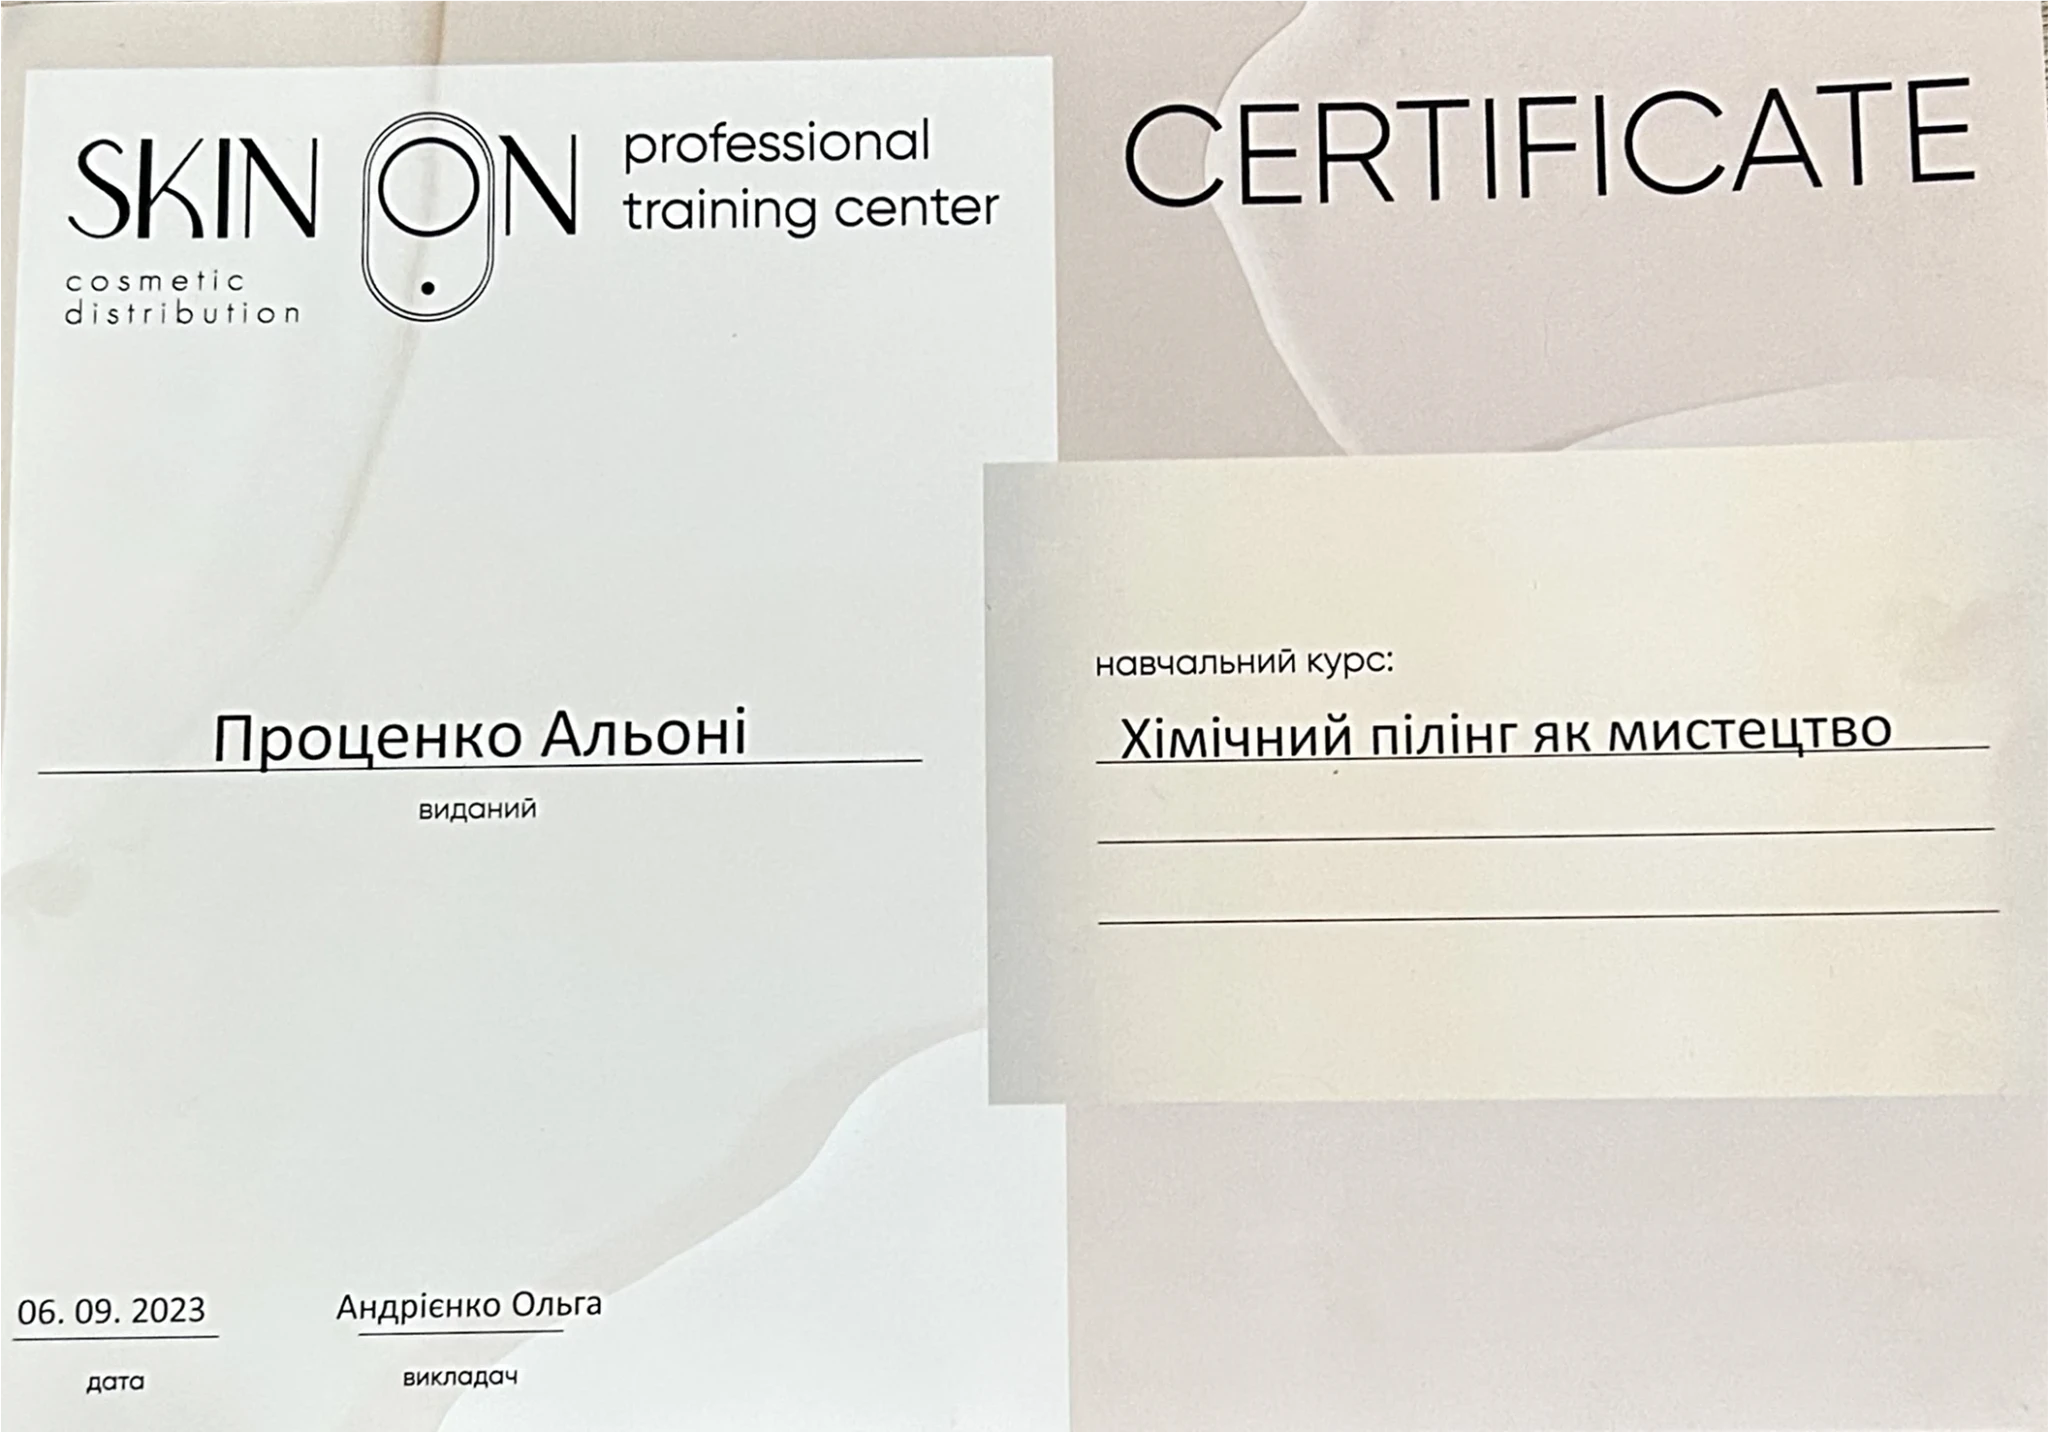 SKIN ON
cosmetic
distribution
professional
training center
CERTIFICATE
Проценко Альоні
виданий
навчальний курс:
Хімічний пілінг як мистецтво
06. 09. 2023
дата
Андрієнко Ольга
викладач